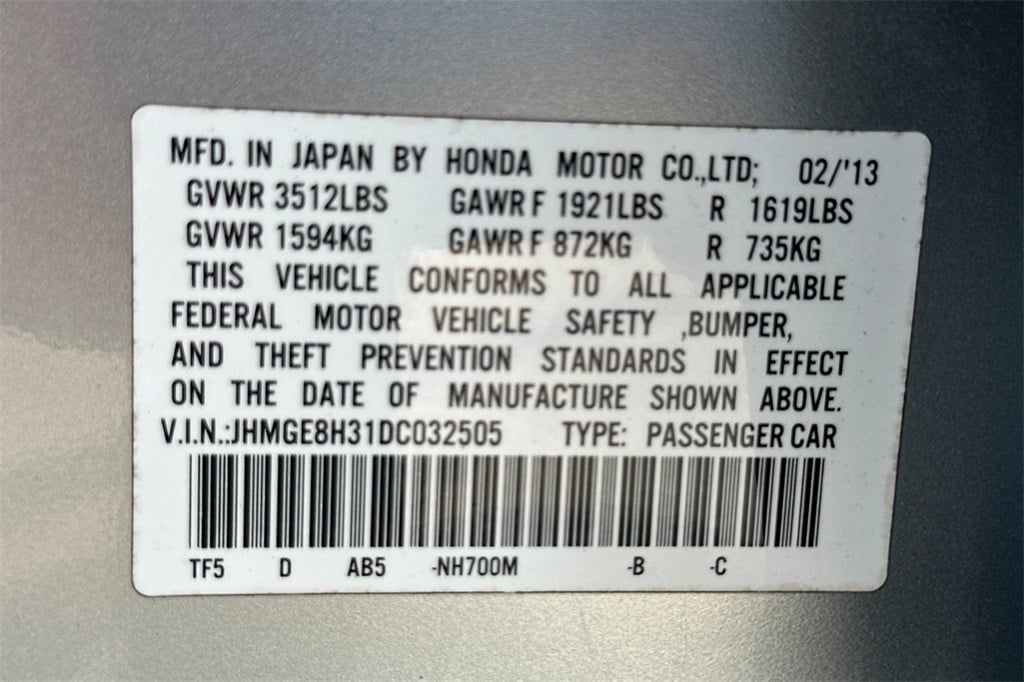 MFD. IN JAPAN BY HONDA MOTOR CO.,LTD; 02/'13
GVWR 3512LBS GAWR F 1921LBS R 1619LBS
GVWR 1594KG GAWR F 872KG R 735KG
THIS VEHICLE CONFORMS TO ALL APPLICABLE
FEDERAL MOTOR VEHICLE SAFETY ,BUMPER,
AND THEFT PREVENTION STANDARDS IN EFFECT
ON THE DATE OF MANUFACTURE SHOWN ABOVE.
V.I.N.:JHMGE8H31DC032505 TYPE: PASSENGER CAR
TF5 D AB5 -NH700M -B -C